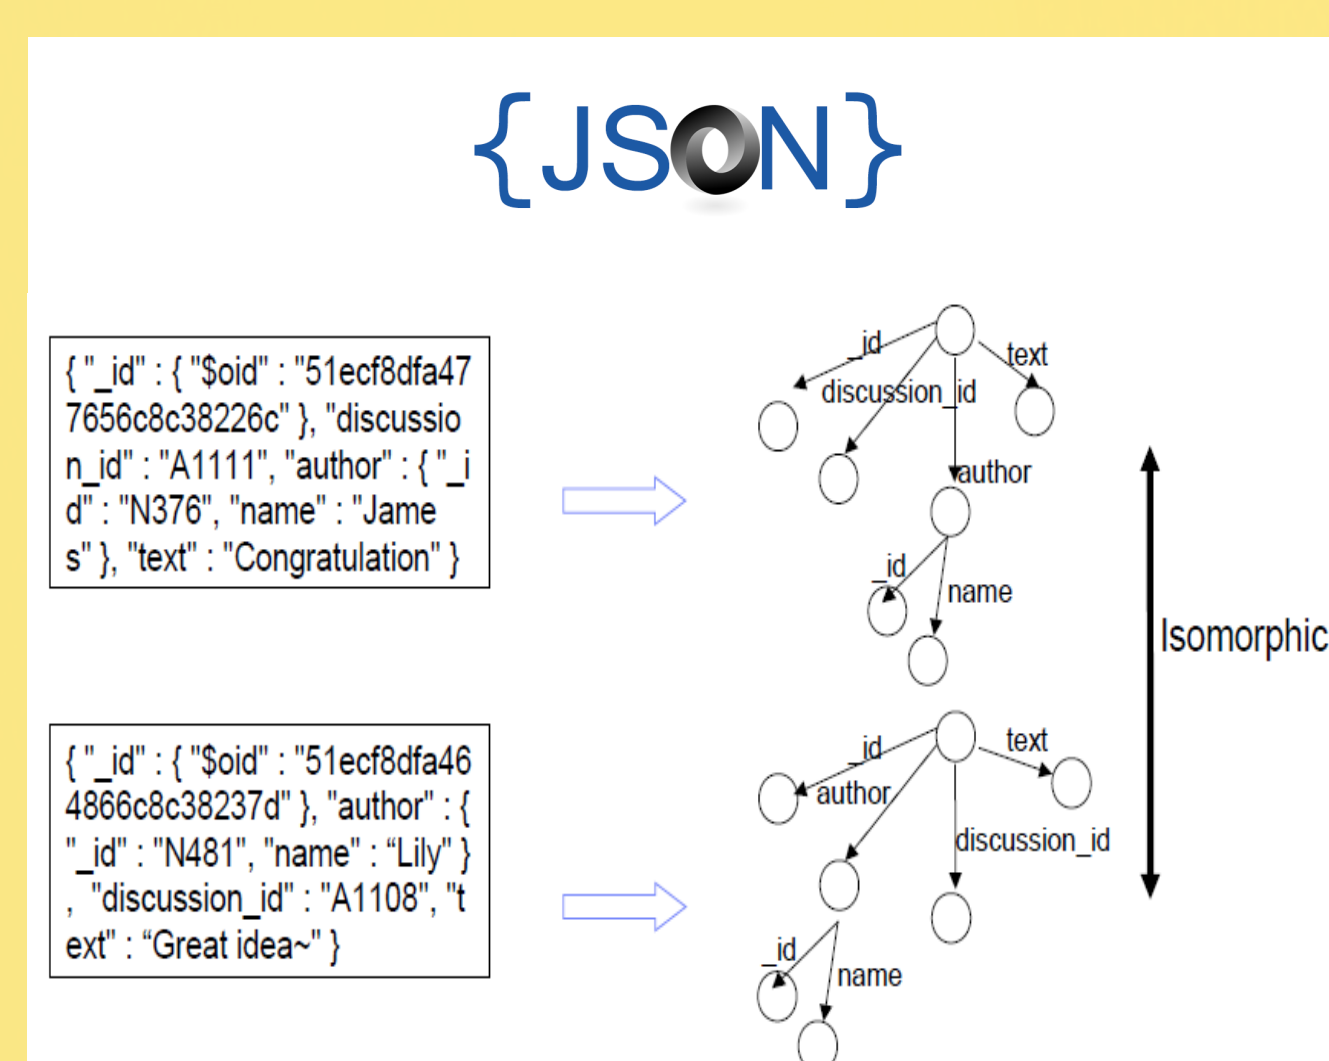 {JSON}
{ "_id" : { "$oid" : "51ecf8dfa47
7656c8c38226c" }, "discussio
n_id" : "A1111", "author" : { "_i
d" : "N376", "name" : "Jame
s" }, "text" : "Congratulation" }
_id
text
discussion_id
author
_id
name
Isomorphic
{ "_id" : { "$oid" : "51ecf8dfa46
4866c8c38237d" }, "author" : {
"_id" : "N481", "name" : “Lily" }
, "discussion_id" : "A1108", "t
ext" : “Great idea~" }
_id
text
author
discussion_id
_id
name